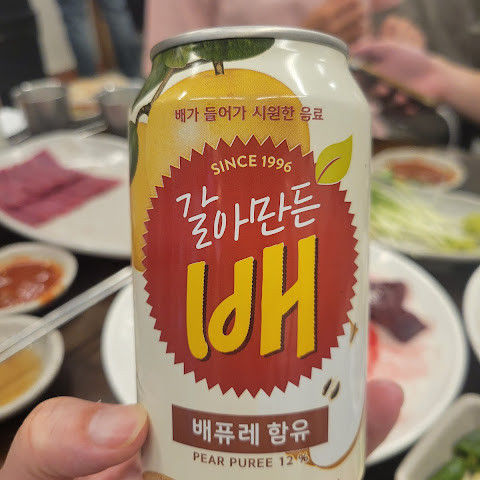 배가 들어가 시원한 음료
SINCE 1996
갈아만든
배
배퓨레 함유
PEAR PUREE 12%